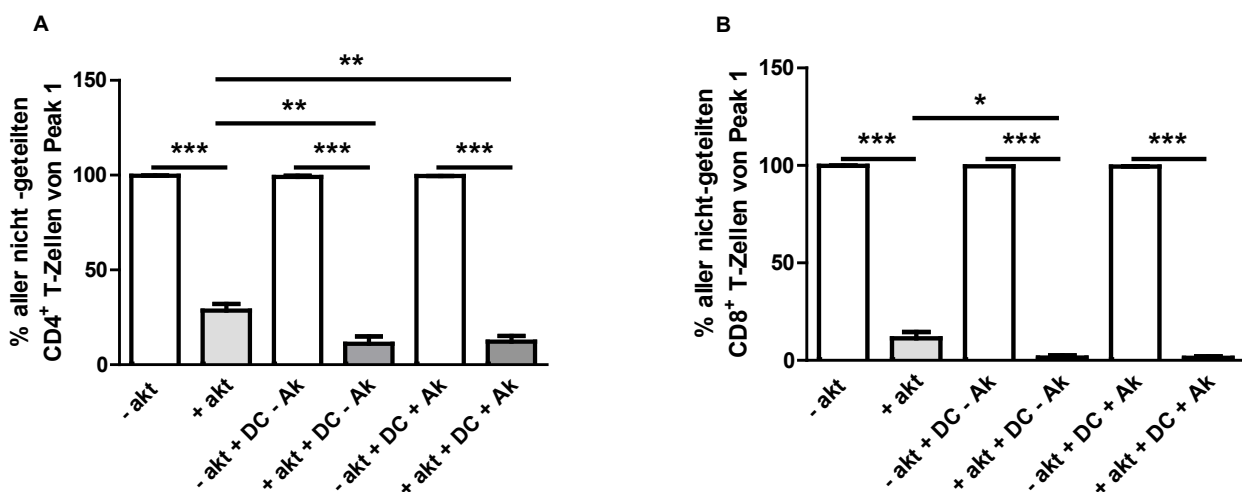 A
% aller nicht -geteilten
CD4⁺ T-Zellen von Peak 1
150
100
50
0
**
**
***
***
***
- akt
+ akt
- akt + DC - Ak
+ akt + DC - Ak
- akt + DC + Ak
+ akt + DC + Ak
B
% aller nicht-geteilten
CD8⁺ T-Zellen von Peak 1
150
100
50
0
*
***
***
***
- akt
+ akt
- akt + DC - Ak
+ akt + DC - Ak
- akt + DC + Ak
+ akt + DC + Ak